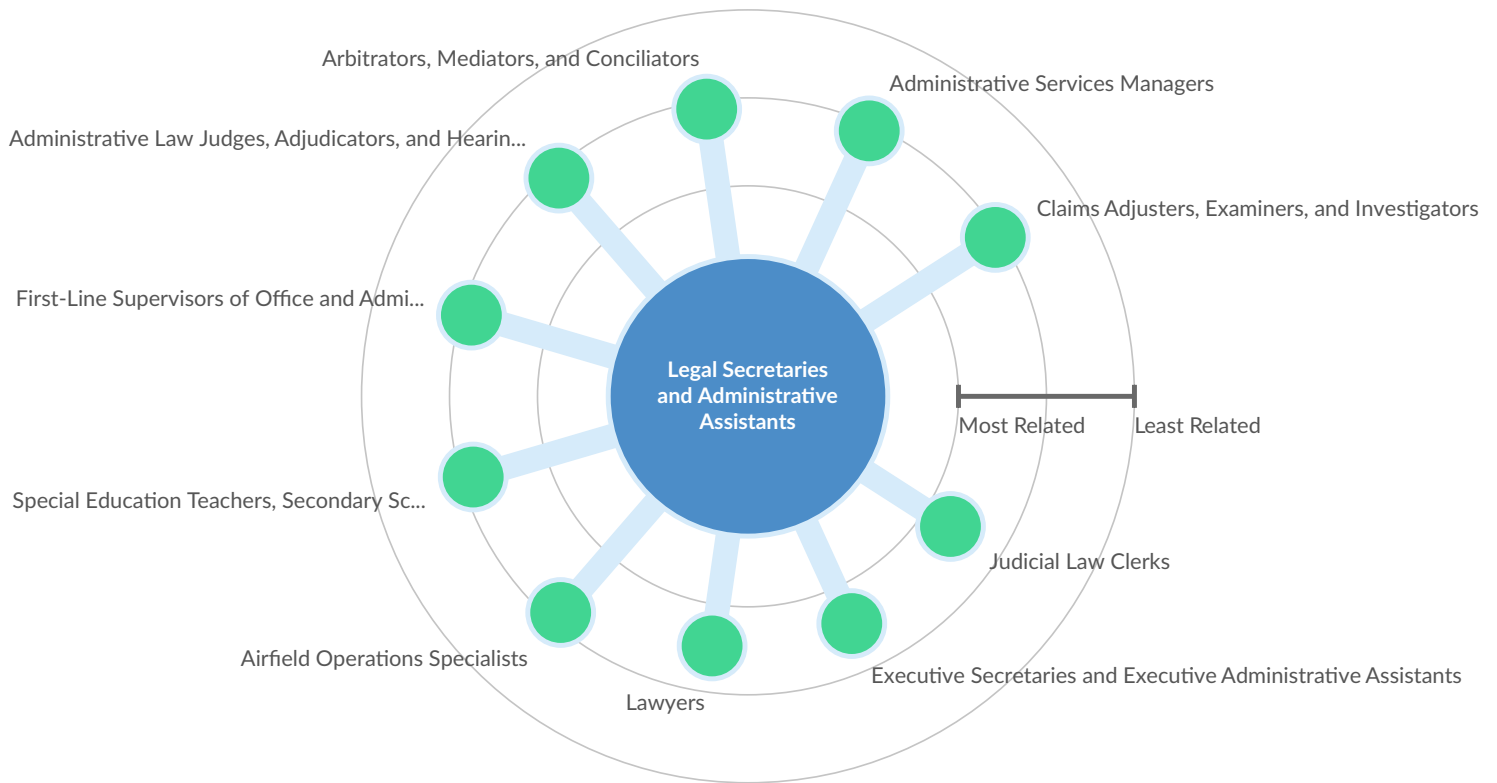 Arbitrators, Mediators, and Conciliators
Administrative Services Managers
Administrative Law Judges, Adjudicators, and Hearin...
Claims Adjusters, Examiners, and Investigators
First-Line Supervisors of Office and Admi...
Legal Secretaries
and Administrative
Assistants
Most Related
Least Related
Special Education Teachers, Secondary Sc...
Judicial Law Clerks
Airfield Operations Specialists
Executive Secretaries and Executive Administrative Assistants
Lawyers